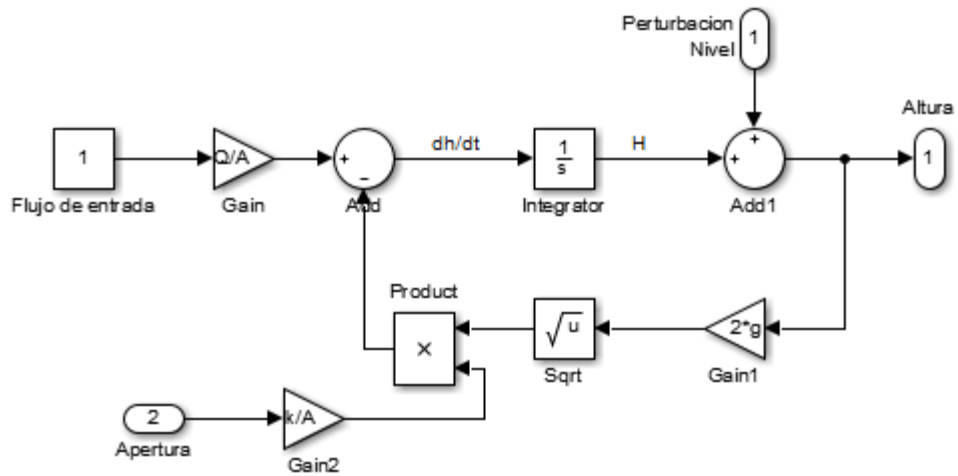 Perturbacion
Nivel
1
Altura
1
1
Flujo de entrada
Q/A
Gain
+
−
Add
dh/dt
1
s
Integrator
H
+
+
Add1
Product
×
√u
Sqrt
2*g
Gain1
2
Apertura
k/A
Gain2